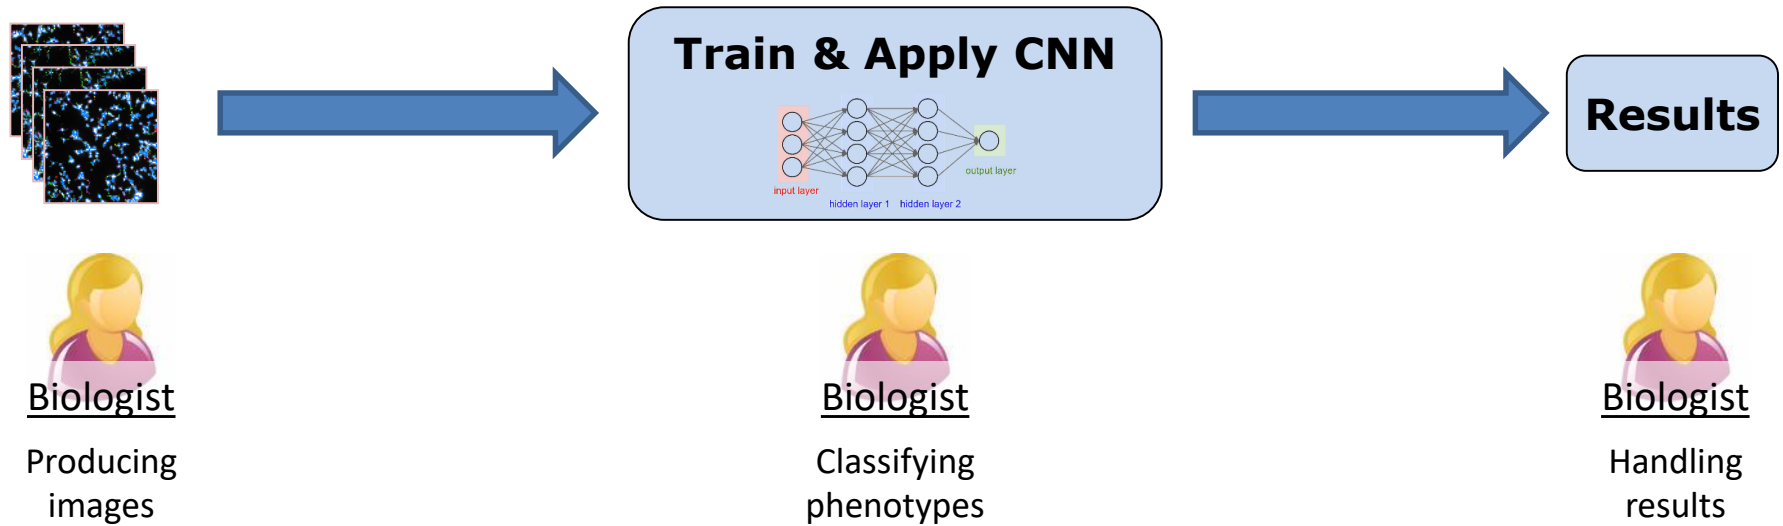 Train & Apply CNN
input layer
hidden layer 1
hidden layer 2
output layer
Results
Biologist
Producing
images
Biologist
Classifying
phenotypes
Biologist
Handling
results